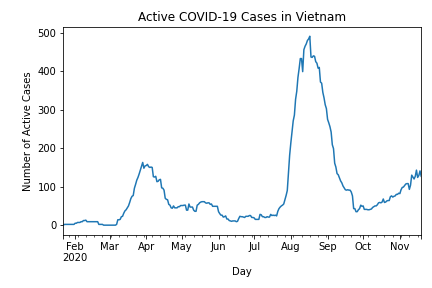 Active COVID-19 Cases in Vietnam
500
400
300
200
100
0
Number of Active Cases
Feb Mar Apr May Jun Jul Aug Sep Oct Nov
2020
Day